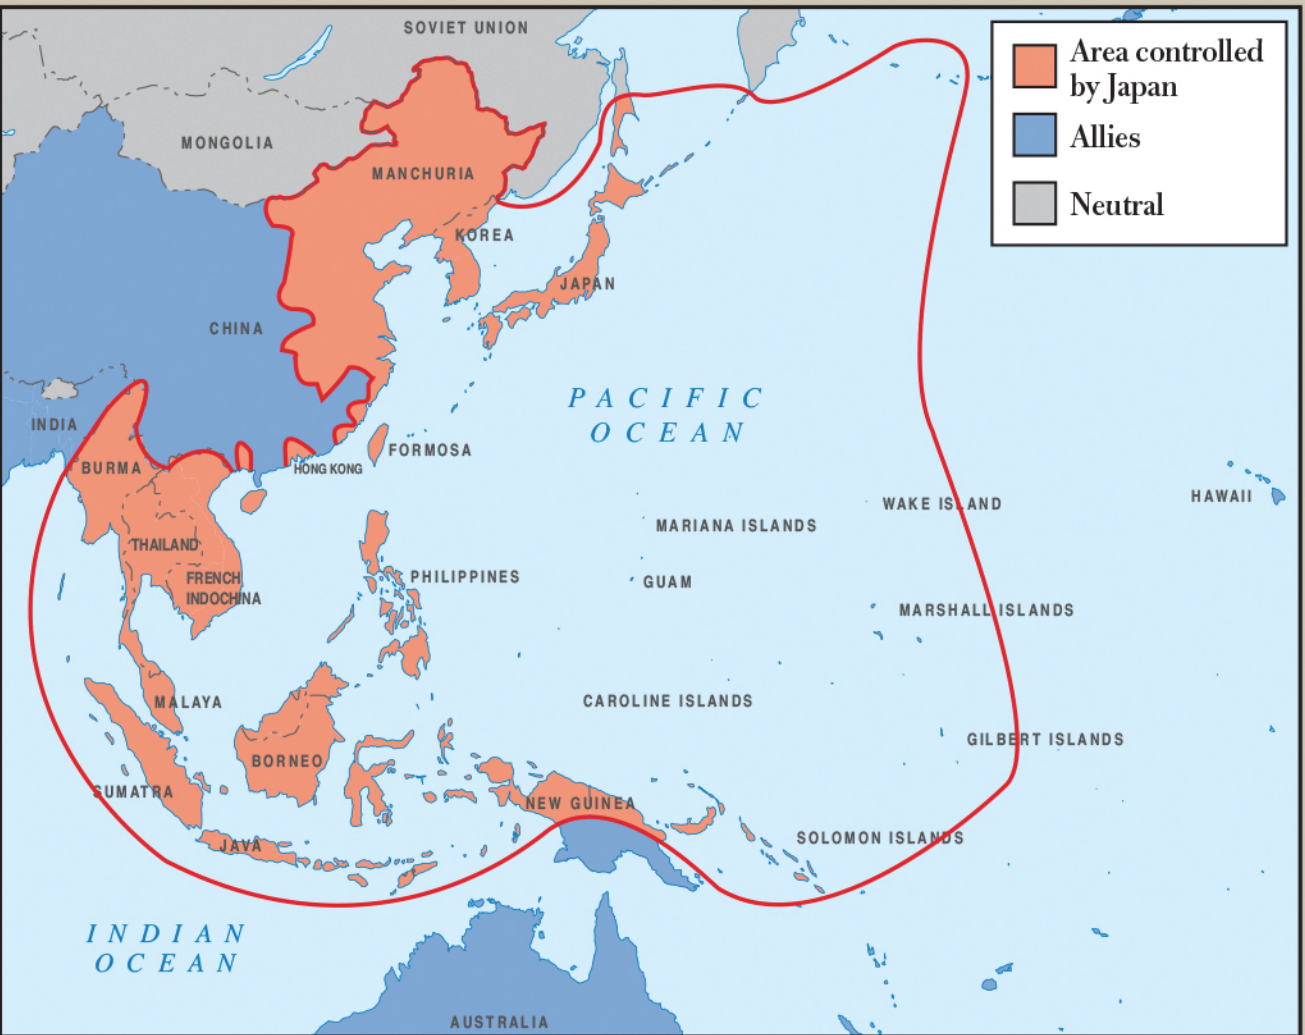 SOVIET UNION
Area controlled
by Japan
Allies
Neutral
MONGOLIA
MANCHURIA
KOREA
JAPAN
CHINA
PACIFIC
OCEAN
INDIA
BURMA
FORMOSA
HONG KONG
HAWAII
WAKE ISLAND
MARIANA ISLANDS
THAILAND
PHILIPPINES
GUAM
FRENCH
INDOCHINA
MARSHALL ISLANDS
MALAYA
CAROLINE ISLANDS
GILBERT ISLANDS
BORNEO
SUMATRA
NEW GUINEA
SOLOMON ISLANDS
JAVA
INDIAN
OCEAN
AUSTRALIA